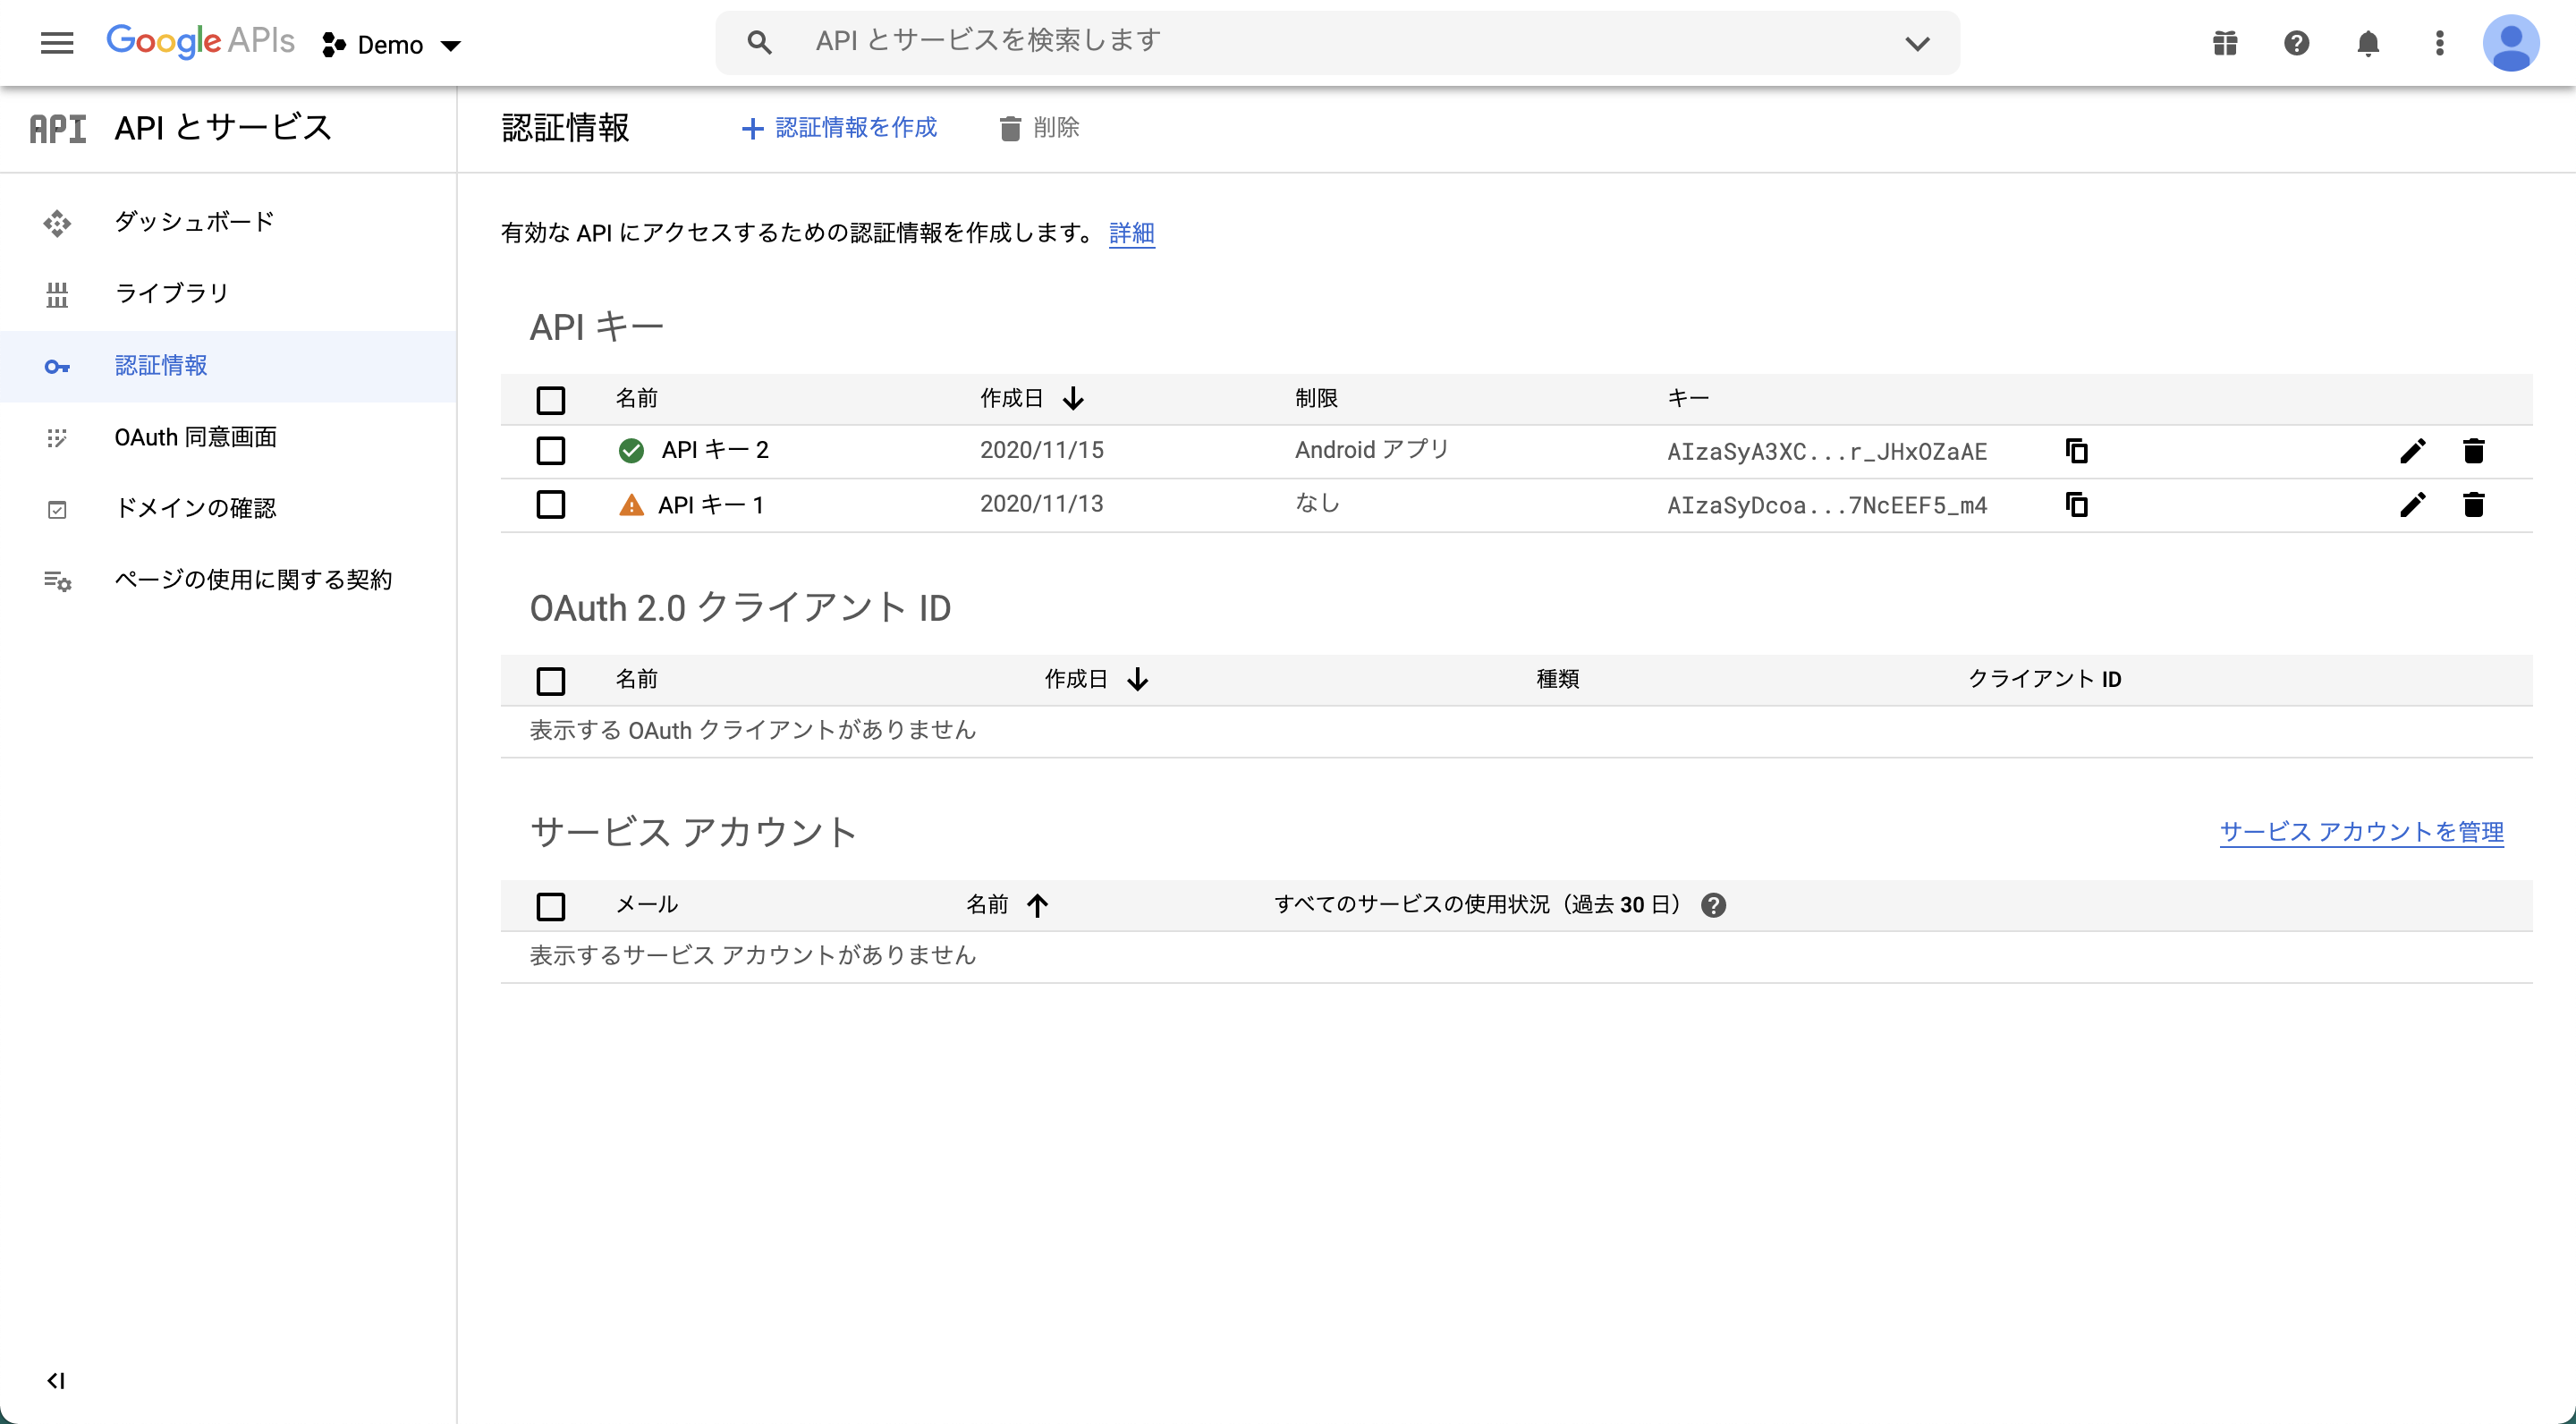 Google APIs
Demo
API とサービスを検索します
API API とサービス
認証情報
認証情報を作成
削除
ダッシュボード
ライブラリ
認証情報
OAuth 同意画面
ドメインの確認
ページの使用に関する契約
有効な API にアクセスするための認証情報を作成します。 詳細
API キー
名前 作成日 制限 キー
API キー 2 2020/11/15 Android アプリ AIzaSyA3XC...r_JHxOZaAE
API キー 1 2020/11/13 なし AIzaSyDcoa...7NcEEF5_m4
OAuth 2.0 クライアント ID
名前 作成日 種類 クライアント ID
表示する OAuth クライアントがありません
サービス アカウント
サービス アカウントを管理
メール 名前 すべてのサービスの使用状況（過去 30 日）
表示するサービス アカウントがありません